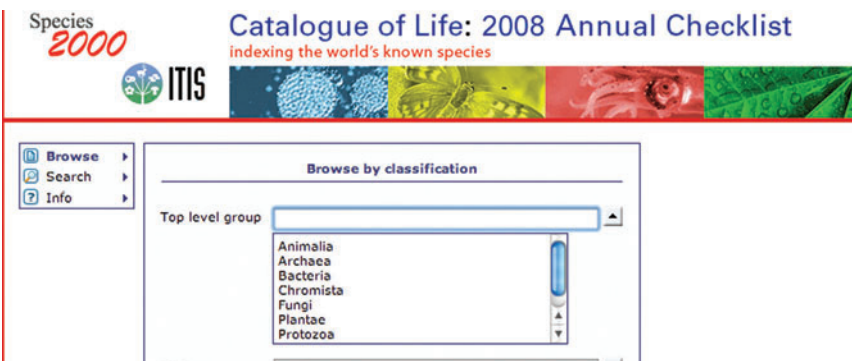 Species
2000
ITIS
Catalogue of Life: 2008 Annual Checklist
indexing the world's known species
Browse
Search
? Info
Browse by classification
Top level group
Animalia
Archaea
Bacteria
Chromista
Fungi
Plantae
Protozoa